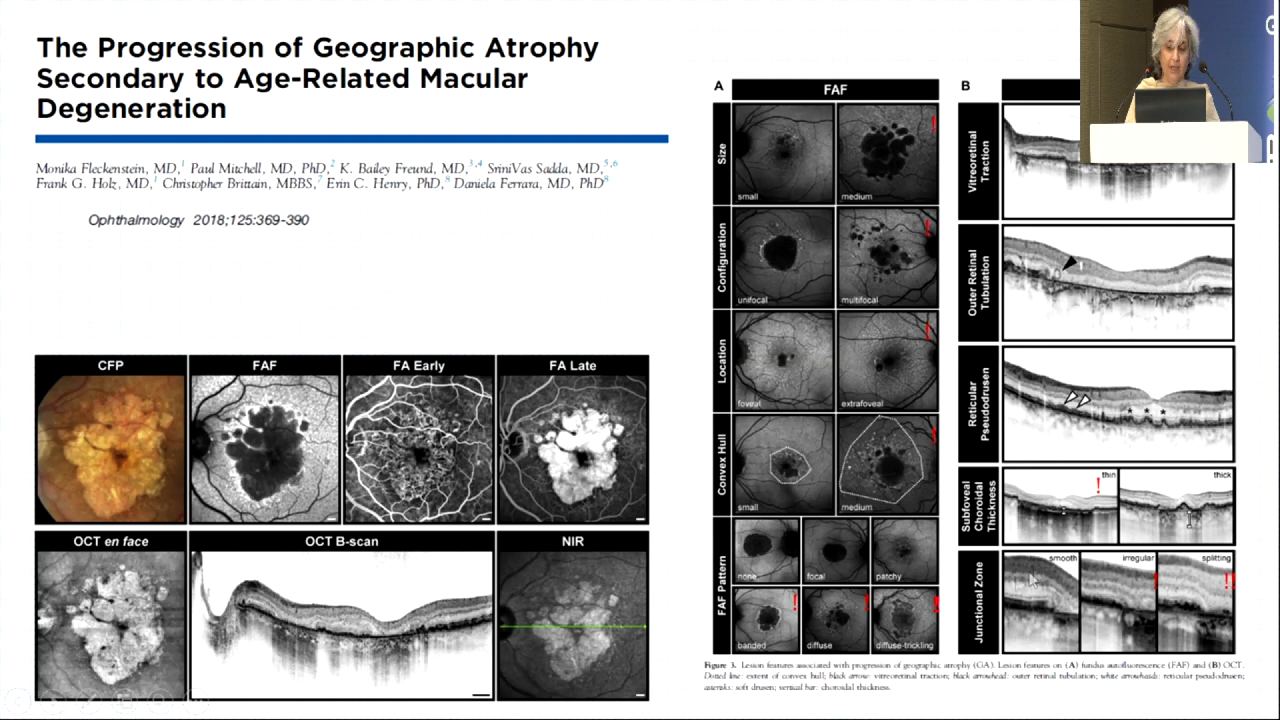 The Progression of Geographic Atrophy
Secondary to Age-Related Macular
Degeneration
Monika Fleckenstein, MD,1 Paul Mitchell, MD, PhD,2 K. Bailey Freund, MD,3,4 SriniVas Sadda, MD,5,6
Frank G. Holz, MD,1 Christopher Brittain, MBBS,7 Erin C. Henry, PhD,8 Daniela Ferrara, MD, PhD8
Ophthalmology 2018;125:369-390
CFP
FAF
FA Early
FA Late
OCT en face
OCT B-scan
NIR
A
FAF
Size
small
medium
!
Configuration
unifocal
multifocal
!
Location
foveal
extrafoveal
!
Convex Hull
small
medium
!
FAF Pattern
none
focal
patchy
banded
!
diffuse
!
diffuse-trickling
!!
B
Vitreoretinal
Traction
Outer Retinal
Tubulation
Reticular
Pseudodrusen
* * *
Subfoveal
Choroidal
Thickness
thin
!
thick
Junctional Zone
smooth
irregular
!
splitting
!!
Figure 3. Lesion features associated with progression of geographic atrophy (GA). Lesion features on (A) fundus autofluorescence (FAF) and (B) OCT.
Dotted line: extent of convex hull; black arrow: vitreoretinal traction; black arrowhead: outer retinal tubulation; white arrowheads: reticular pseudodrusen;
asterisks: soft drusen; vertical bar: choroidal thickness.